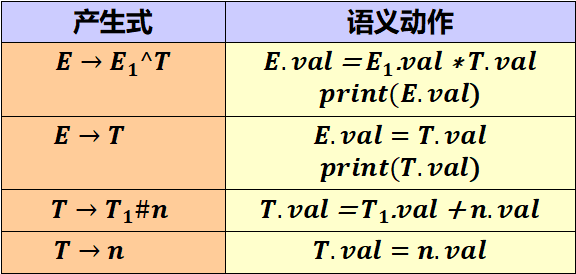 产生式 语义动作
E → E₁^T E.val = E₁.val * T.val
print(E.val)
E → T E.val = T.val
print(T.val)
T → T₁#n T.val = T₁.val + n.val
T → n T.val = n.val